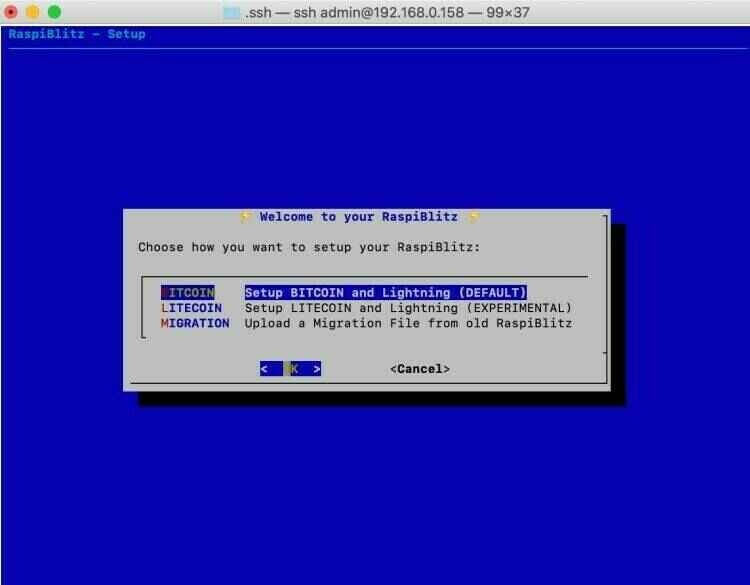 .ssh — ssh admin@192.168.0.158 — 99×37
RaspiBlitz – Setup
⚡ Welcome to your RaspiBlitz ⚡
Choose how you want to setup your RaspiBlitz:
BITCOIN Setup BITCOIN and Lightning (DEFAULT)
LITECOIN Setup LITECOIN and Lightning (EXPERIMENTAL)
MIGRATION Upload a Migration File from old RaspiBlitz
< OK > <Cancel>